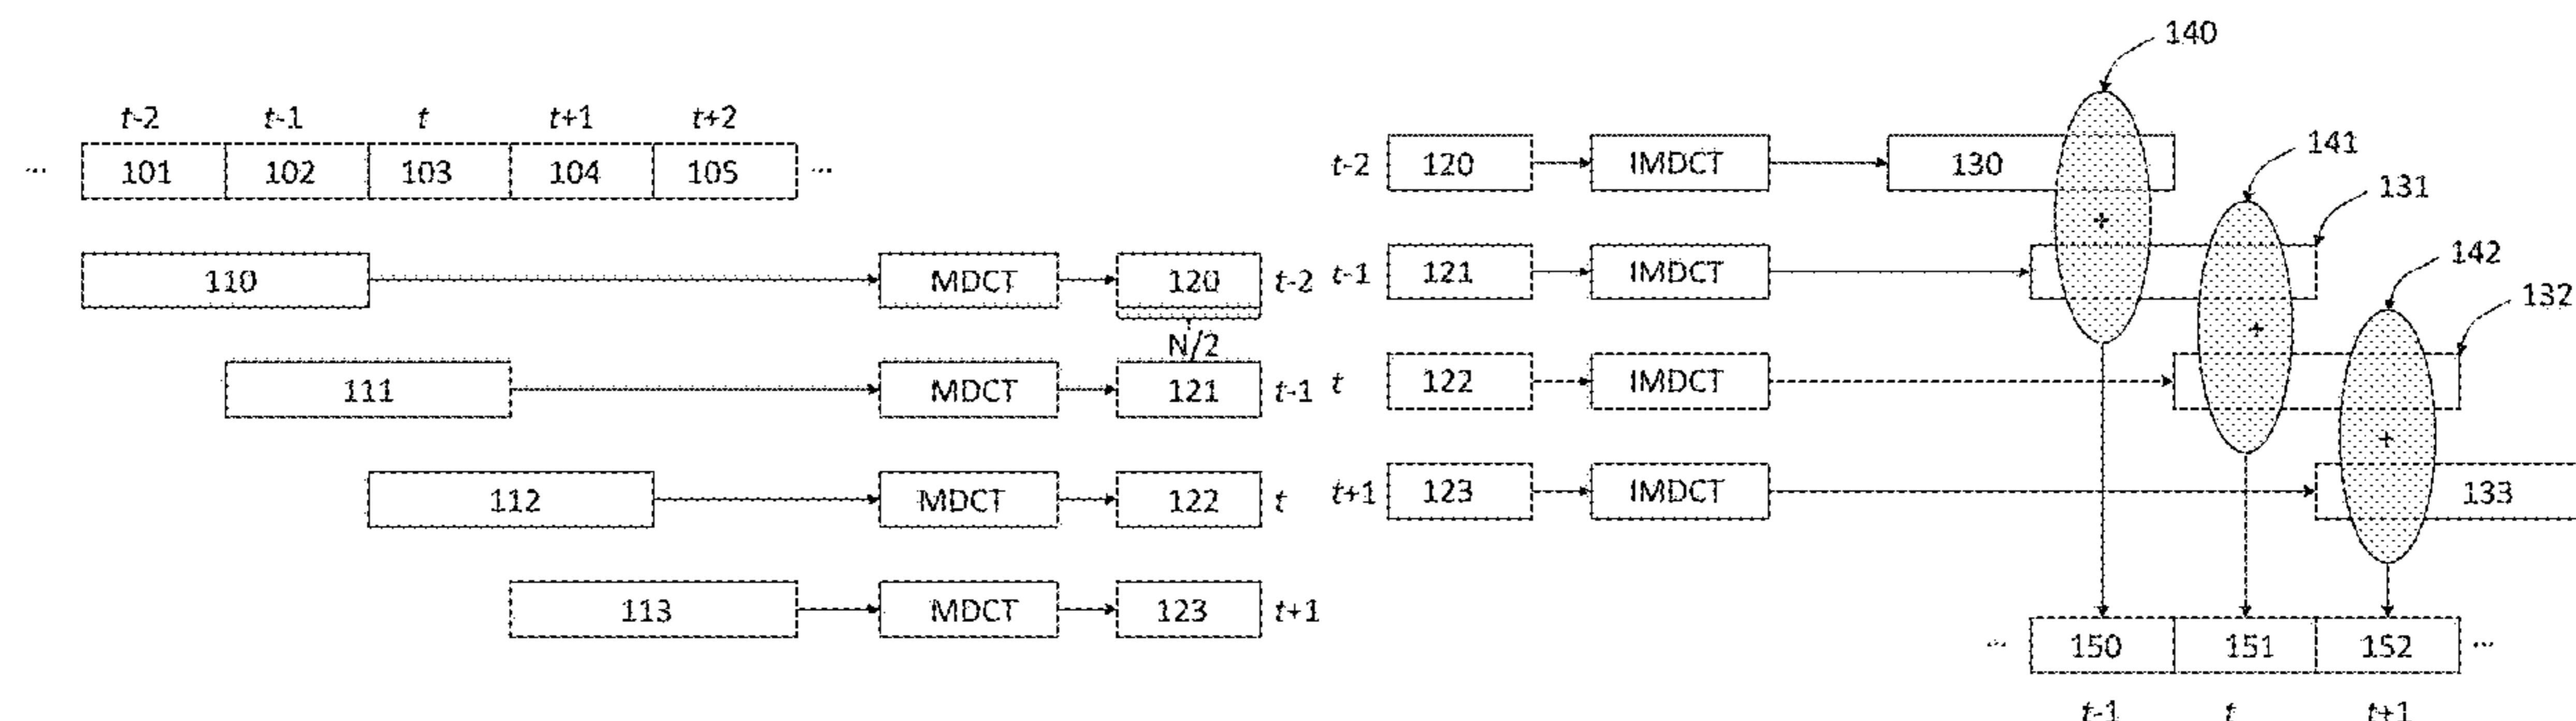 t-2 t-1 t t+1 t+2
... 101 102 103 104 105 ...
110 MDCT 120 t-2
N/2
111 MDCT 121 t-1
112 MDCT 122 t
113 MDCT 123 t+1
140
141
t-2 120 IMDCT 130
+
131
t-1 121 IMDCT
142
+
132
t 122 IMDCT
+
t+1 123 IMDCT 133
... 150 151 152 ...
t-1 t t+1